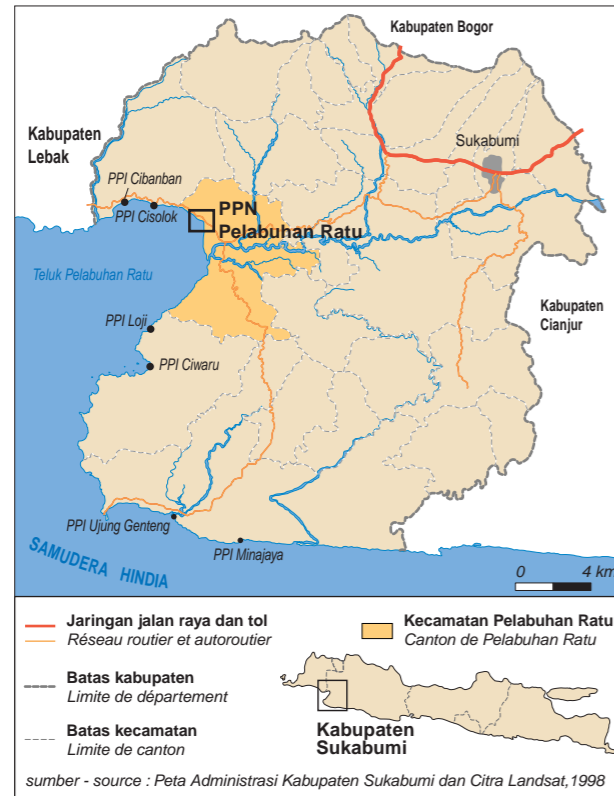 Kabupaten Bogor
Kabupaten
Lebak
Sukabumi
PPI Cibanban
PPI Cisolok
PPN
Pelabuhan Ratu
Teluk Pelabuhan Ratu
Kabupaten
Cianjur
PPI Loji
PPI Ciwaru
PPI Ujung Genteng
PPI Minajaya
SAMUDERA HINDIA
0 4 km
Jaringan jalan raya dan tol
Réseau routier et autoroutier
Kecamatan Pelabuhan Ratu
Canton de Pelabuhan Ratu
Batas kabupaten
Limite de département
Batas kecamatan
Limite de canton
Kabupaten
Sukabumi
sumber - source : Peta Administrasi Kabupaten Sukabumi dan Citra Landsat,1998